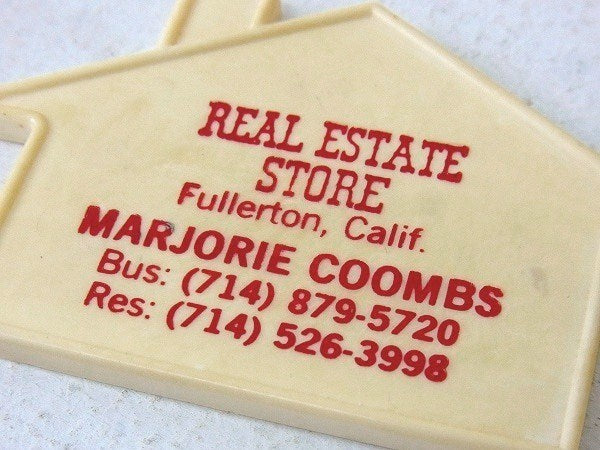 REAL ESTATE
STORE
Fullerton, Calif.
MARJORIE COOMBS
Bus: (714) 879-5720
Res: (714) 526-3998